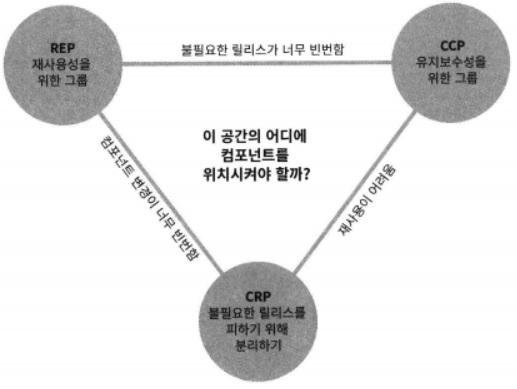 REP
재사용성을
위한 그룹
불필요한 릴리스가 너무 빈번함
CCP
유지보수성을
위한 그룹
이 공간의 어디에
컴포넌트를
위치시켜야 할까?
컴포넌트 변경이 너무 빈번함
재사용이 어려움
CRP
불필요한 릴리스를
피하기 위해
분리하기